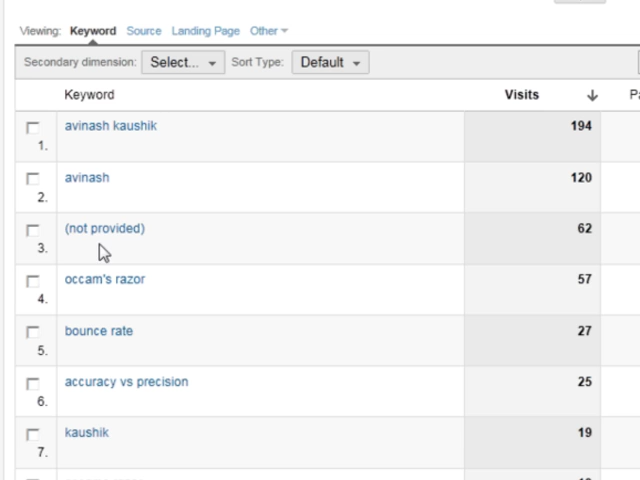 Viewing: Keyword Source Landing Page Other
Secondary dimension: Select... Sort Type: Default
Keyword Visits
1. avinash kaushik 194
2. avinash 120
3. (not provided) 62
4. occam's razor 57
5. bounce rate 27
6. accuracy vs precision 25
7. kaushik 19